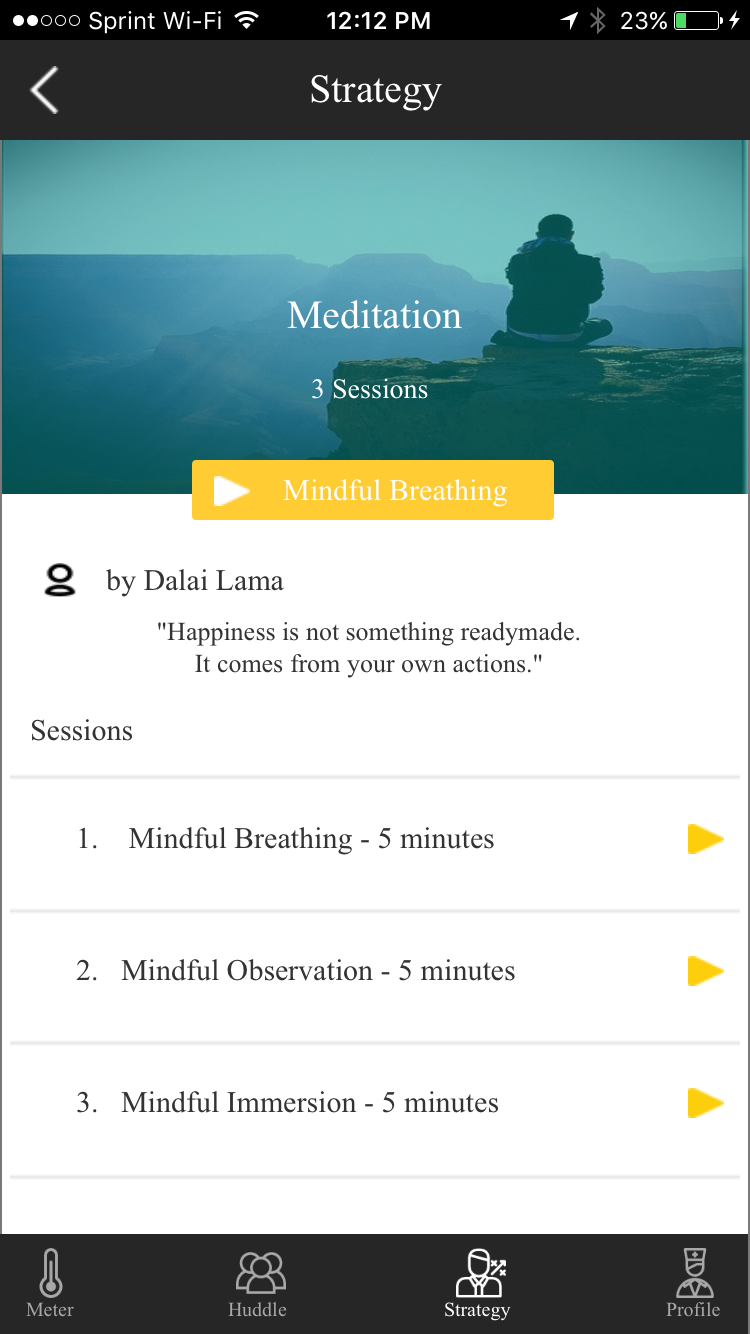 Sprint Wi-Fi 12:12 PM 23%
Strategy
Meditation
3 Sessions
Mindful Breathing
by Dalai Lama
"Happiness is not something readymade.
It comes from your own actions."
Sessions
1. Mindful Breathing - 5 minutes
2. Mindful Observation - 5 minutes
3. Mindful Immersion - 5 minutes
Meter Huddle Strategy Profile